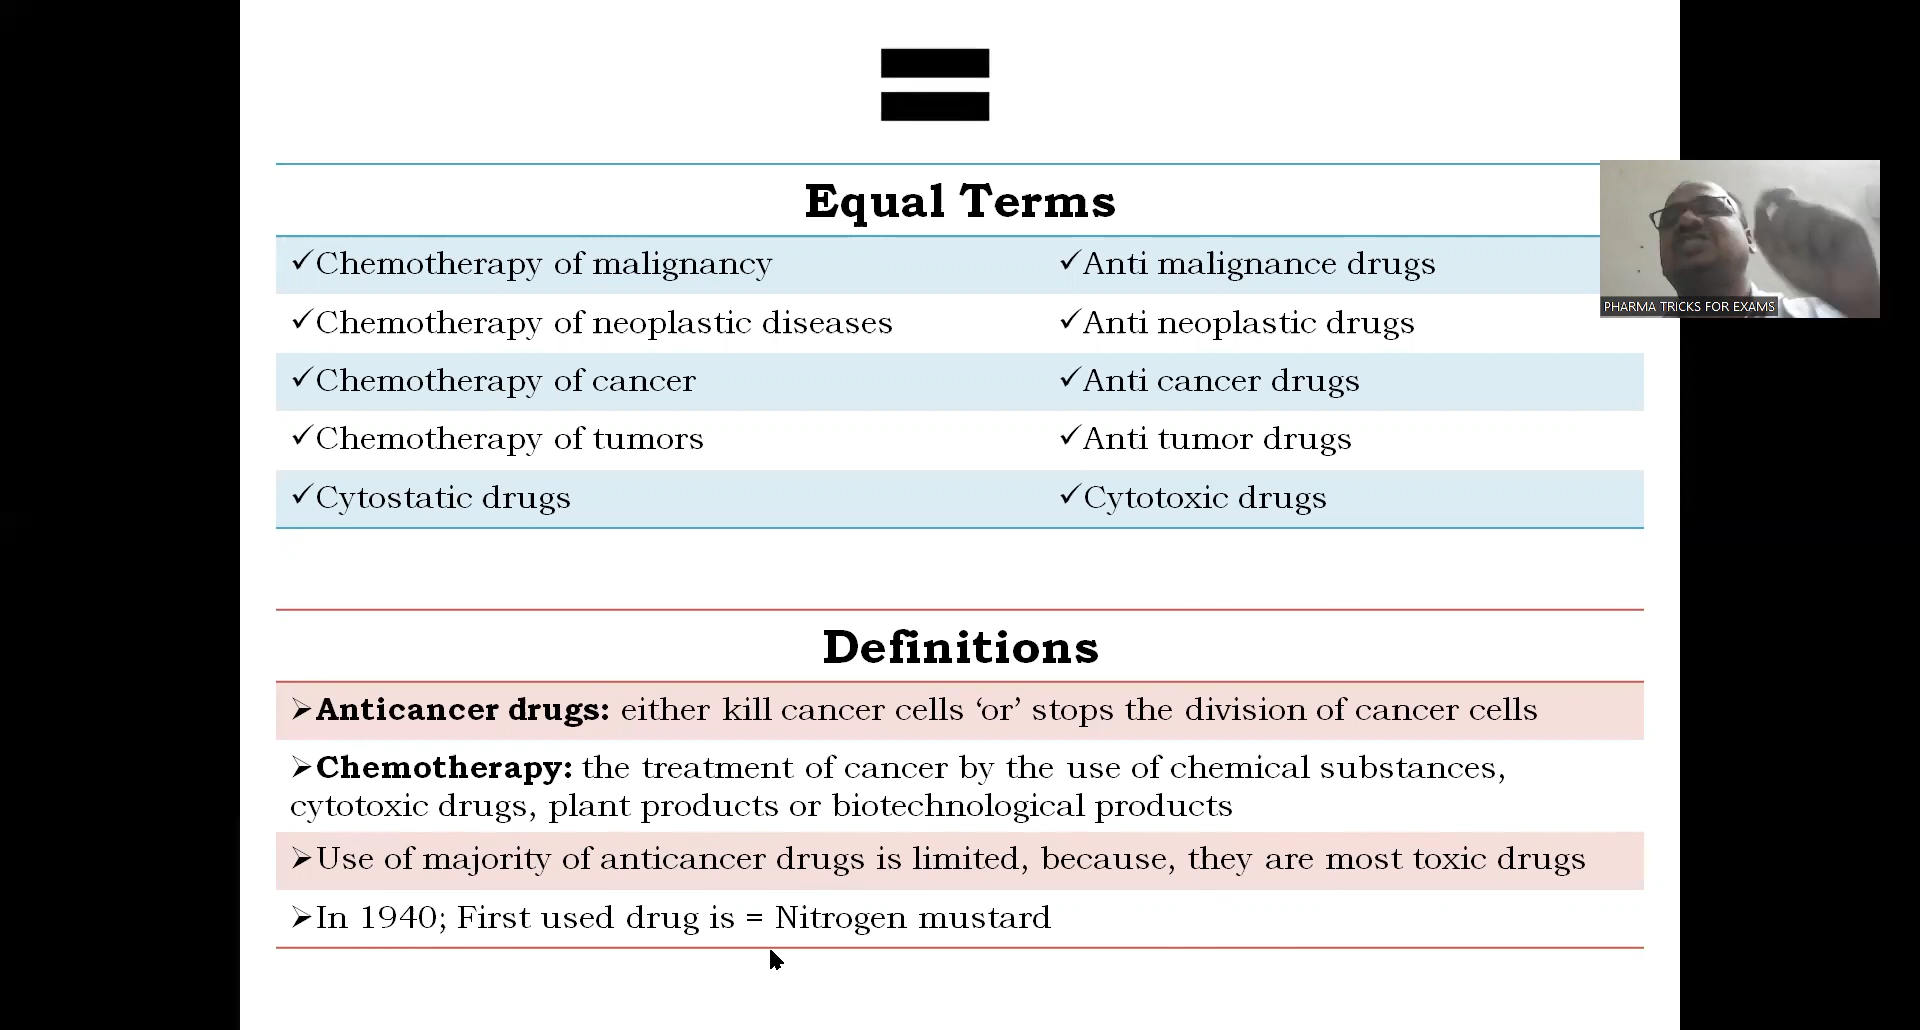 =
Equal Terms
✓Chemotherapy of malignancy ✓Anti malignance drugs
✓Chemotherapy of neoplastic diseases ✓Anti neoplastic drugs
✓Chemotherapy of cancer ✓Anti cancer drugs
✓Chemotherapy of tumors ✓Anti tumor drugs
✓Cytostatic drugs ✓Cytotoxic drugs
PHARMA TRICKS FOR EXAMS
Definitions
➢Anticancer drugs: either kill cancer cells ‘or’ stops the division of cancer cells
➢Chemotherapy: the treatment of cancer by the use of chemical substances,
cytotoxic drugs, plant products or biotechnological products
➢Use of majority of anticancer drugs is limited, because, they are most toxic drugs
➢In 1940; First used drug is = Nitrogen mustard